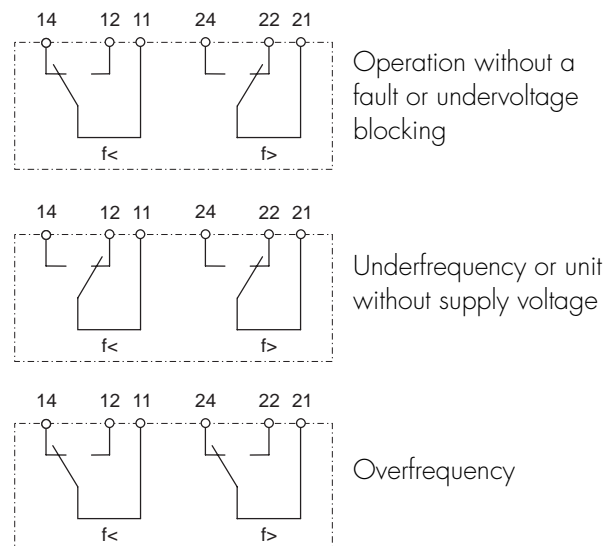 14 12 11 24 22 21
Operation without a
fault or undervoltage
blocking
f< f>
14 12 11 24 22 21
Underfrequency or unit
without supply voltage
f< f>
14 12 11 24 22 21
Overfrequency
f< f>